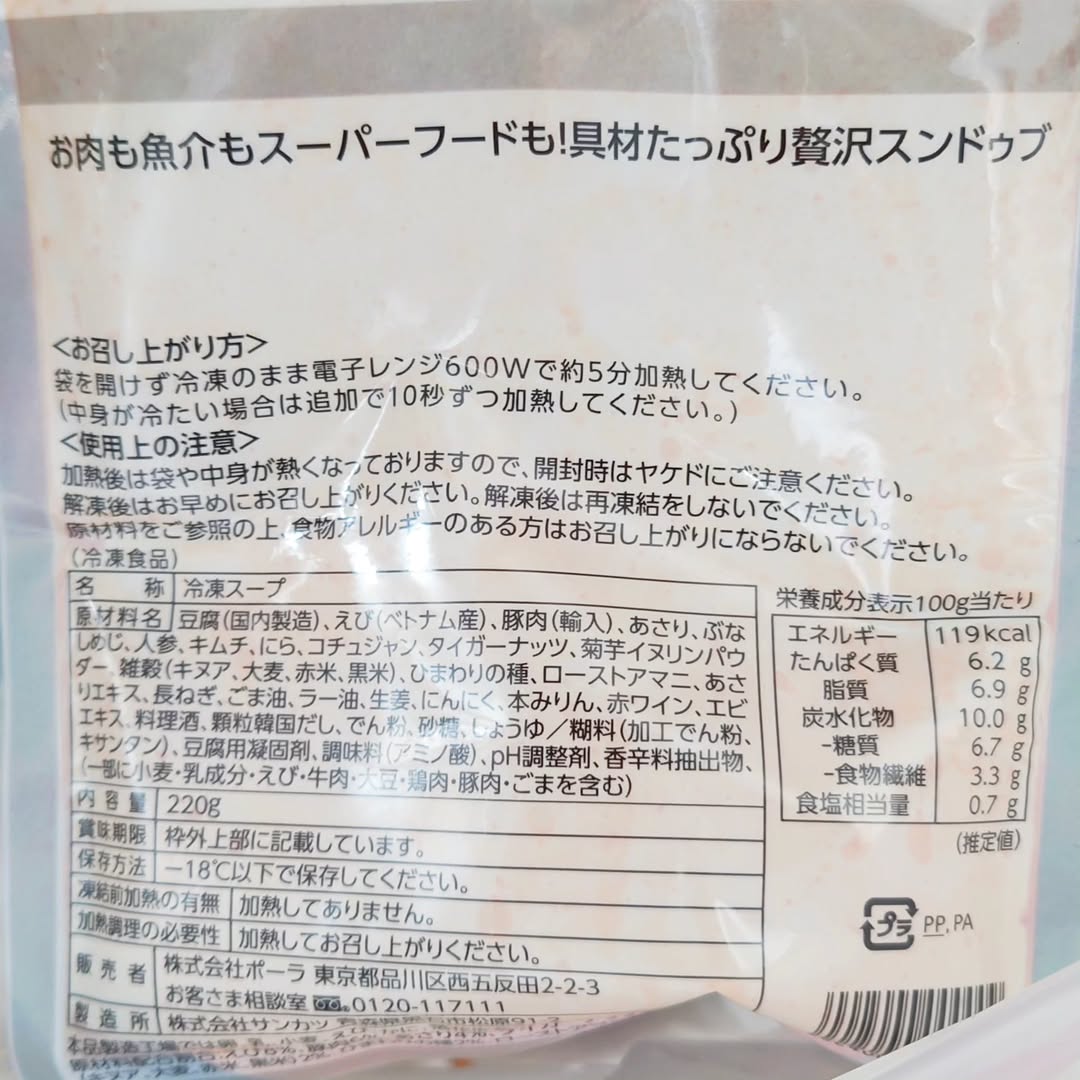 お肉も魚介もスーパーフードも!具材たっぷり贅沢スンドゥブ
<お召し上がり方>
袋を開けず冷凍のまま電子レンジ600Wで約5分加熱してください。
(中身が冷たい場合は追加で10秒ずつ加熱してください。)
<使用上の注意>
加熱後は袋や中身が熱くなっておりますので、開封時はヤケドにご注意ください。
解凍後はお早めにお召し上がりください。解凍後は再凍結をしないでください。
原材料をご参照の上、食物アレルギーのある方はお召し上がりにならないでください。
(冷凍食品)
名称 冷凍スープ
原材料名 豆腐(国内製造)、えび(ベトナム産)、豚肉(輸入)、あさり、ぶな
しめじ、人参、キムチ、にら、コチュジャン、タイガーナッツ、菊芋イヌリンパウ
ダー、雑穀(キヌア、大麦、赤米、黒米)、ひまわりの種、ローストアマニ、あさ
りエキス、長ねぎ、ごま油、ラー油、生姜、にんにく、本みりん、赤ワイン、エビ
エキス、料理酒、顆粒韓国だし、でん粉、砂糖、しょうゆ/糊料(加工でん粉、
キサンタン)、豆腐用凝固剤、調味料(アミノ酸)、pH調整剤、香辛料抽出物、
(一部に小麦・乳成分・えび・牛肉・大豆・鶏肉・豚肉・ごまを含む)
内容量 220g
賞味期限 枠外上部に記載しています。
保存方法 -18℃以下で保存してください。
凍結前加熱の有無 加熱してありません。
加熱調理の必要性 加熱してお召し上がりください。
販売者 株式会社ポーラ 東京都品川区西五反田2-2-3
お客さま相談室 0120-117111
製造所 株式会社サンカツ
本品製造工場では卵、乳、小麦、えび
栄養成分表示100g当たり
エネルギー 119kcal
たんぱく質 6.2 g
脂質 6.9 g
炭水化物 10.0 g
-糖質 6.7 g
-食物繊維 3.3 g
食塩相当量 0.7 g
(推定値)
プラ PP,PA